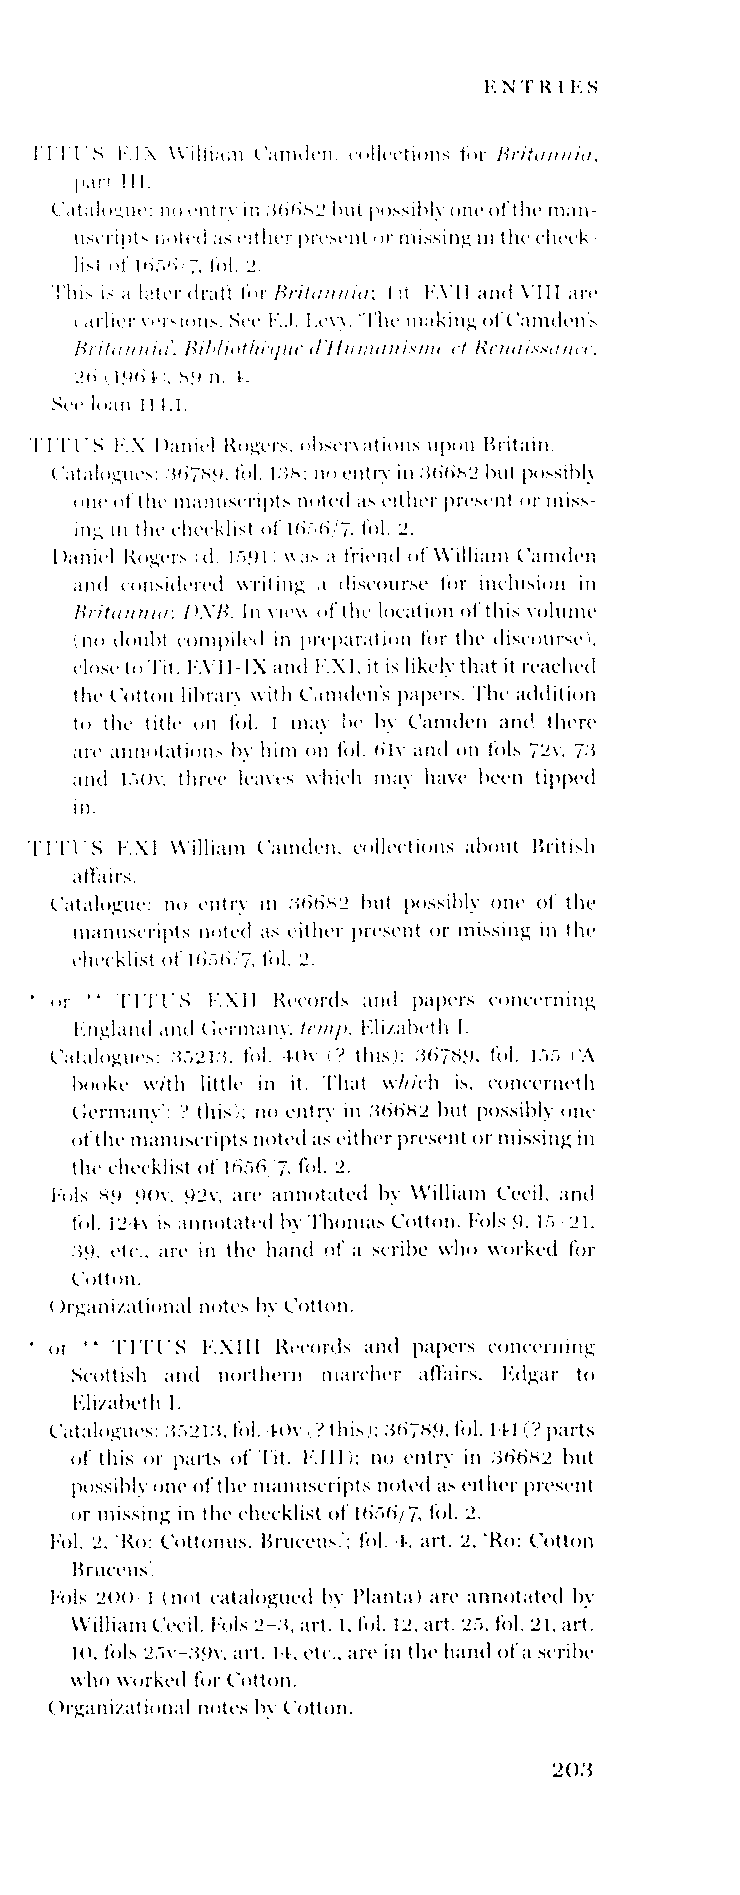 ENTRIES
TITUS F.IX William Camden, collections for Britannia,
part III.
Catalogue: no entry in 36682 but possibly one of the man-
uscripts noted as either present or missing in the check-
list of 1656/7, fol. 2.
This is a later draft for Britannia; Tit. F.VII and VIII are
earlier versions. See F.J. Levy, 'The making of Camden's
Britannia', Bibliothèque d'Humanisme et Renaissance,
26 (1964), 89 n. 4.
See loan 114.1.
TITUS F.X Daniel Rogers, observations upon Britain.
Catalogues: 36789, fol. 138; no entry in 36682 but possibly
one of the manuscripts noted as either present or miss-
ing in the checklist of 1656/7, fol. 2.
Daniel Rogers (d. 1591) was a friend of William Camden
and considered writing a discourse for inclusion in
Britannia: DNB. In view of the location of this volume
(no doubt compiled in preparation for the discourse),
close to Tit. F.VII-IX and F.XI, it is likely that it reached
the Cotton library with Camden's papers. The addition
to the title on fol. 1 may be by Camden and there
are annotations by him on fol. 61v and on fols 72v, 73
and 150v, three leaves which may have been tipped
in.
TITUS F.XI William Camden, collections about British
affairs.
Catalogue: no entry in 36682 but possibly one of the
manuscripts noted as either present or missing in the
checklist of 1656/7, fol. 2.
* or ** TITUS F.XII Records and papers concerning
England and Germany, temp. Elizabeth I.
Catalogues: 35213, fol. 40v (? this); 36789, fol. 155 ('A
booke with little in it. That which is, concerneth
Germany': ? this); no entry in 36682 but possibly one
of the manuscripts noted as either present or missing in
the checklist of 1656/7, fol. 2.
Fols 89-90v, 92v, are annotated by William Cecil, and
fol. 124v is annotated by Thomas Cotton. Fols 9, 15-21,
39, etc., are in the hand of a scribe who worked for
Cotton.
Organizational notes by Cotton.
* or ** TITUS F.XIII Records and papers concerning
Scottish and northern marcher affairs, Edgar to
Elizabeth I.
Catalogues: 35213, fol. 40v (? this); 36789, fol. 141 (? parts
of this or parts of Tit. F.III); no entry in 36682 but
possibly one of the manuscripts noted as either present
or missing in the checklist of 1656/7, fol. 2.
Fol. 2, 'Ro: Cottonus, Bruceus.'; fol. 4, art. 2, 'Ro: Cotton
Bruceus'.
Fols 200-1 (not catalogued by Planta) are annotated by
William Cecil. Fols 2-3, art. 1, fol. 12, art. 25, fol. 21, art.
10, fols 25v-39v, art. 14, etc., are in the hand of a scribe
who worked for Cotton.
Organizational notes by Cotton.
203